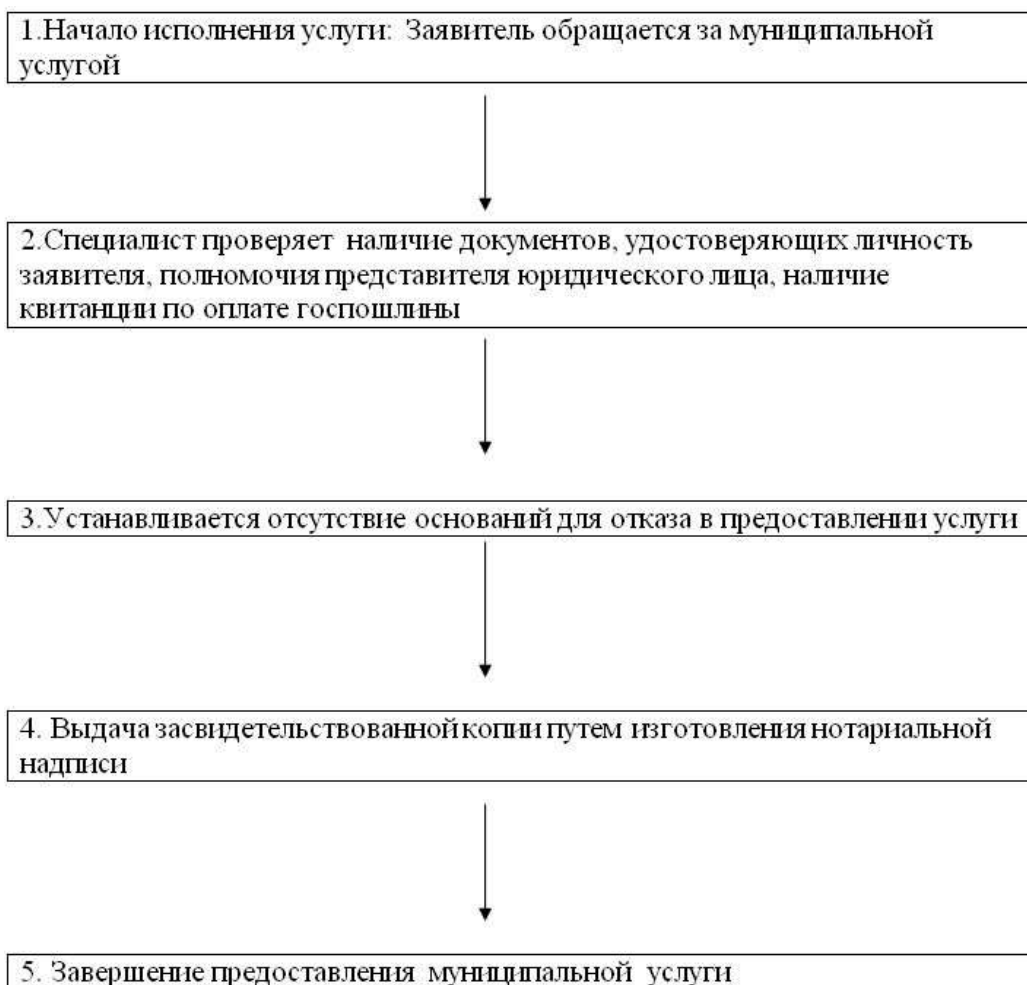 1.Начало исполнения услуги: Заявитель обращается за муниципальной
услугой
2.Специалист проверяет наличие документов, удостоверяющих личность
заявителя, полномочия представителя юридического лица, наличие
квитанции по оплате госпошлины
3.Устанавливается отсутствие оснований для отказа в предоставлении услуги
4. Выдача засвидетельствованной копии путем изготовления нотариальной
надписи
5. Завершение предоставления муниципальной услуги